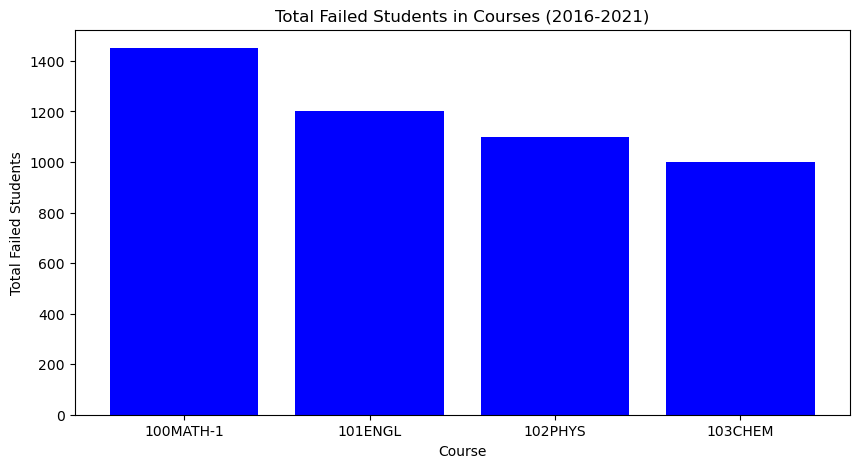 Total Failed Students in Courses (2016-2021)
Total Failed Students
1400
1200
1000
800
600
400
200
0
100MATH-1
101ENGL
102PHYS
103CHEM
Course